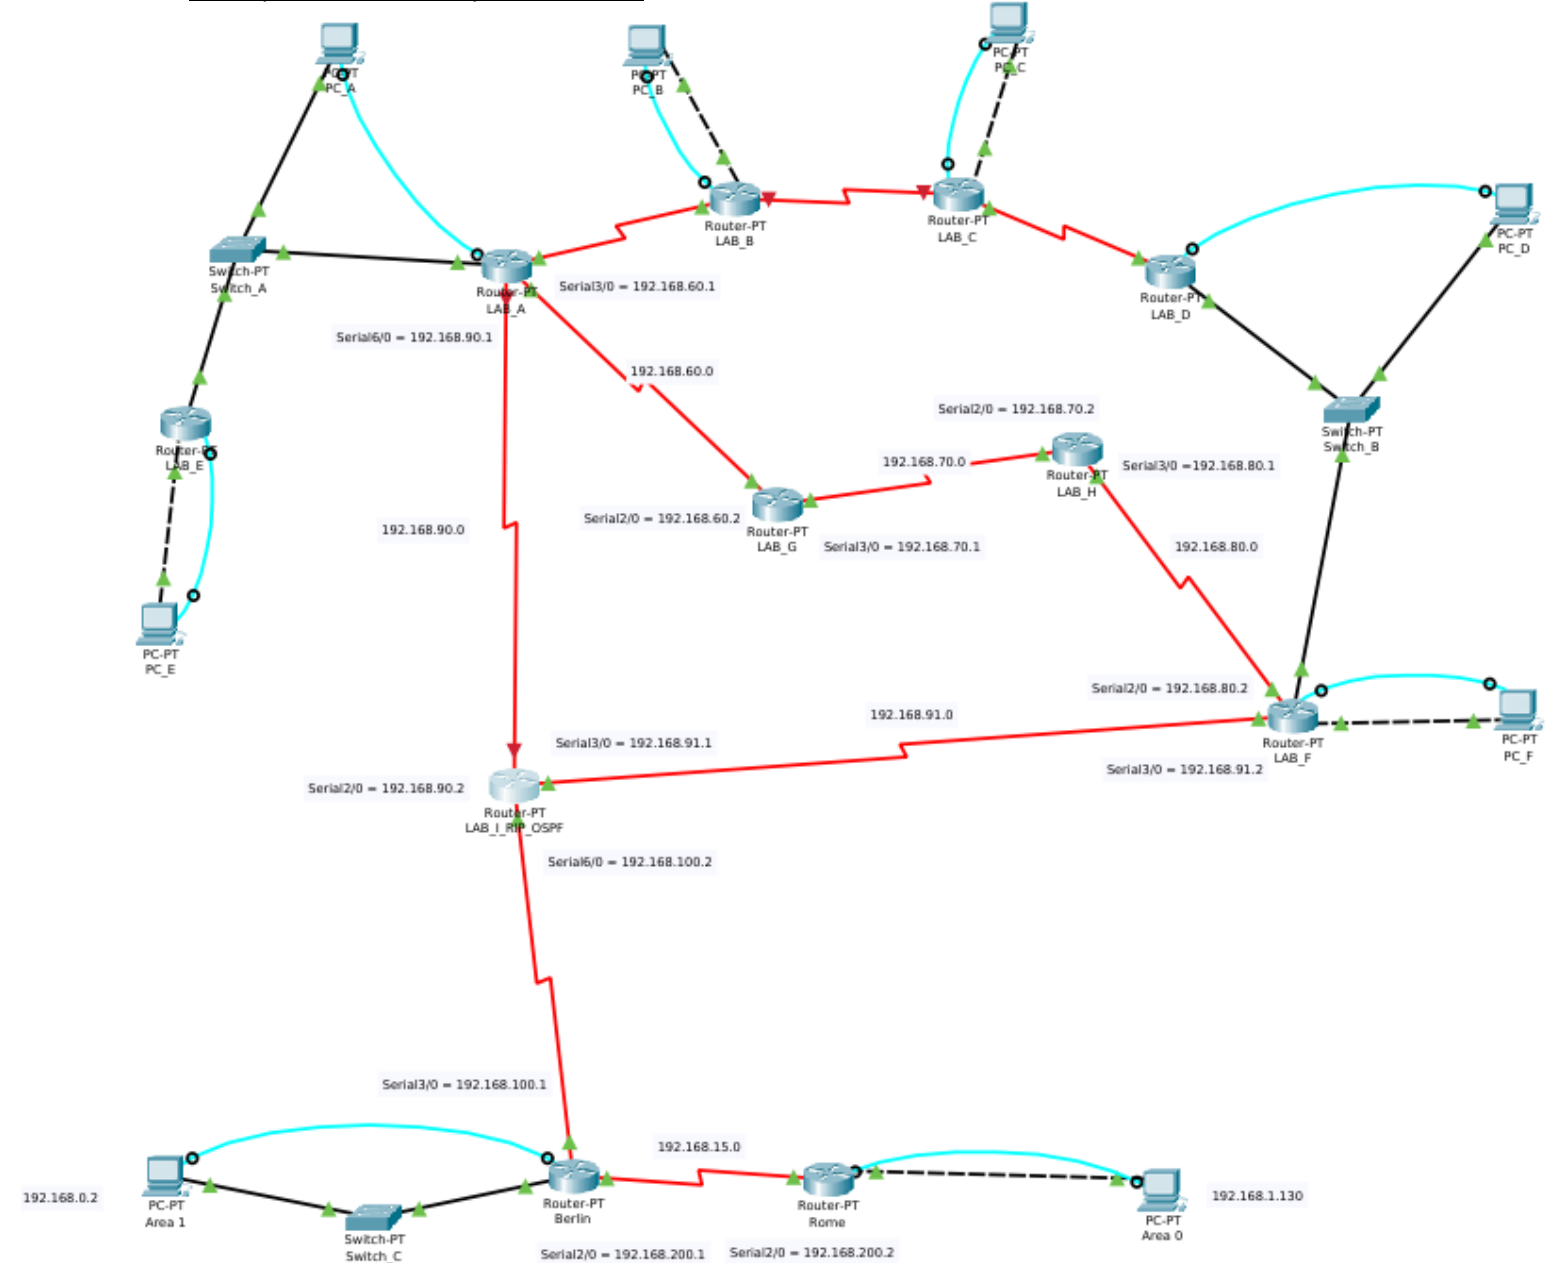 PC-PT
PC_A
PC-PT
PC_B
PC-PT
PC_C
Router-PT
LAB_B
Router-PT
LAB_C
PC-PT
PC_D
Switch-PT
Switch_A
Router-PT
LAB_A
Serial3/0 = 192.168.60.1
Router-PT
LAB_D
Serial6/0 = 192.168.90.1
192.168.60.0
Serial2/0 = 192.168.70.2
Switch-PT
Switch_B
Router-PT
LAB_E
192.168.70.0
Router-PT
LAB_H
Serial3/0 =192.168.80.1
192.168.90.0
Serial2/0 = 192.168.60.2
Router-PT
LAB_G
Serial3/0 = 192.168.70.1
192.168.80.0
PC-PT
PC_E
Serial2/0 = 192.168.80.2
192.168.91.0
Serial3/0 = 192.168.91.1
Router-PT
LAB_F
PC-PT
PC_F
Serial3/0 = 192.168.91.2
Serial2/0 = 192.168.90.2
Router-PT
LAB_I_RIP_OSPF
Serial6/0 = 192.168.100.2
Serial3/0 = 192.168.100.1
192.168.15.0
192.168.0.2
PC-PT
Area 1
Router-PT
Berlin
Router-PT
Rome
192.168.1.130
PC-PT
Area 0
Switch-PT
Switch_C
Serial2/0 = 192.168.200.1
Serial2/0 = 192.168.200.2